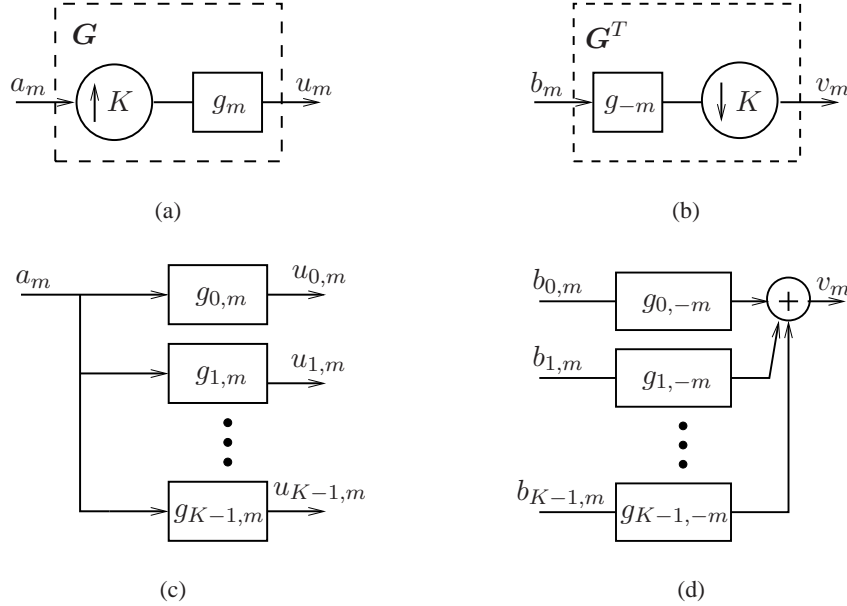 G
a_m
↑ K
g_m
u_m
(a)
G^T
b_m
g_{-m}
↓ K
v_m
(b)
a_m
g_{0,m}
u_{0,m}
g_{1,m}
u_{1,m}
g_{K-1,m}
u_{K-1,m}
(c)
b_{0,m}
g_{0,-m}
+
v_m
b_{1,m}
g_{1,-m}
b_{K-1,m}
g_{K-1,-m}
(d)